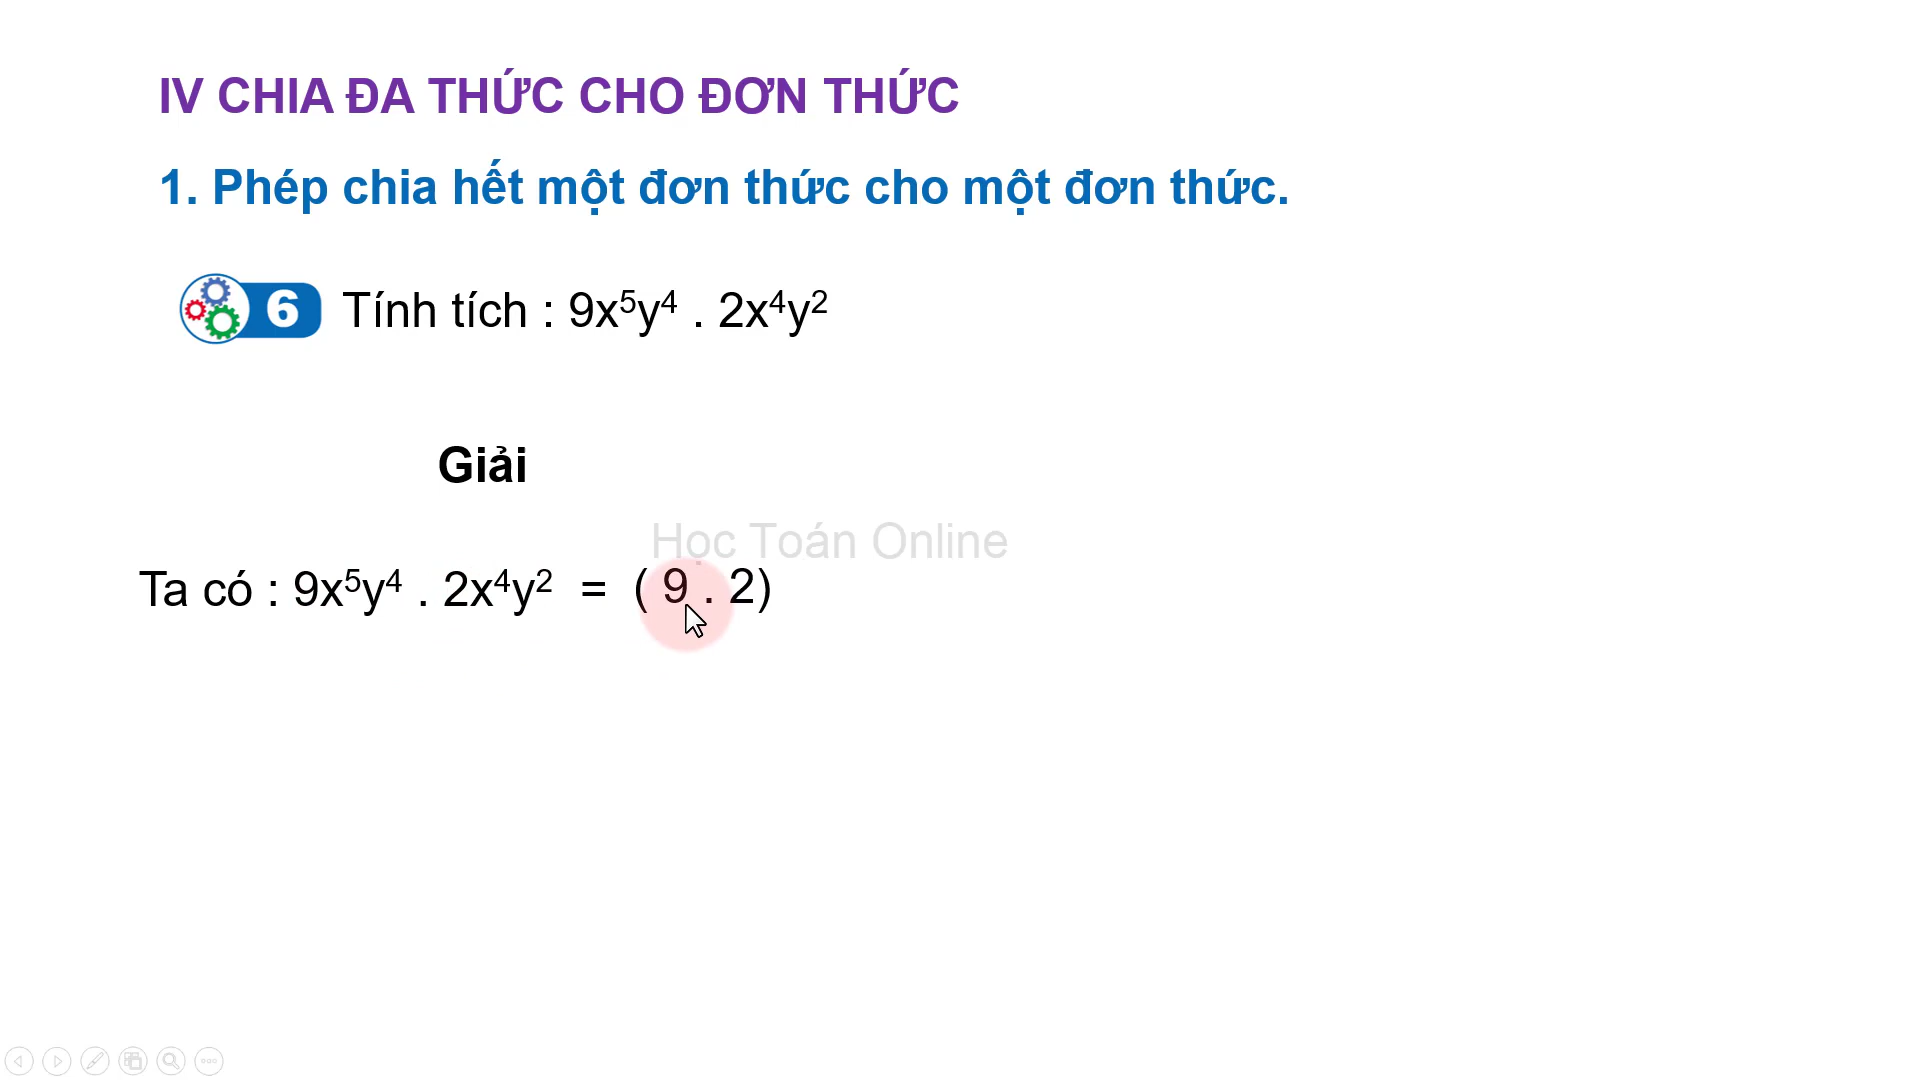 IV CHIA ĐA THỨC CHO ĐƠN THỨC
1. Phép chia hết một đơn thức cho một đơn thức.
6 Tính tích : 9x⁵y⁴ . 2x⁴y²
Giải
Học Toán Online
Ta có : 9x⁵y⁴ . 2x⁴y² = ( 9 . 2)